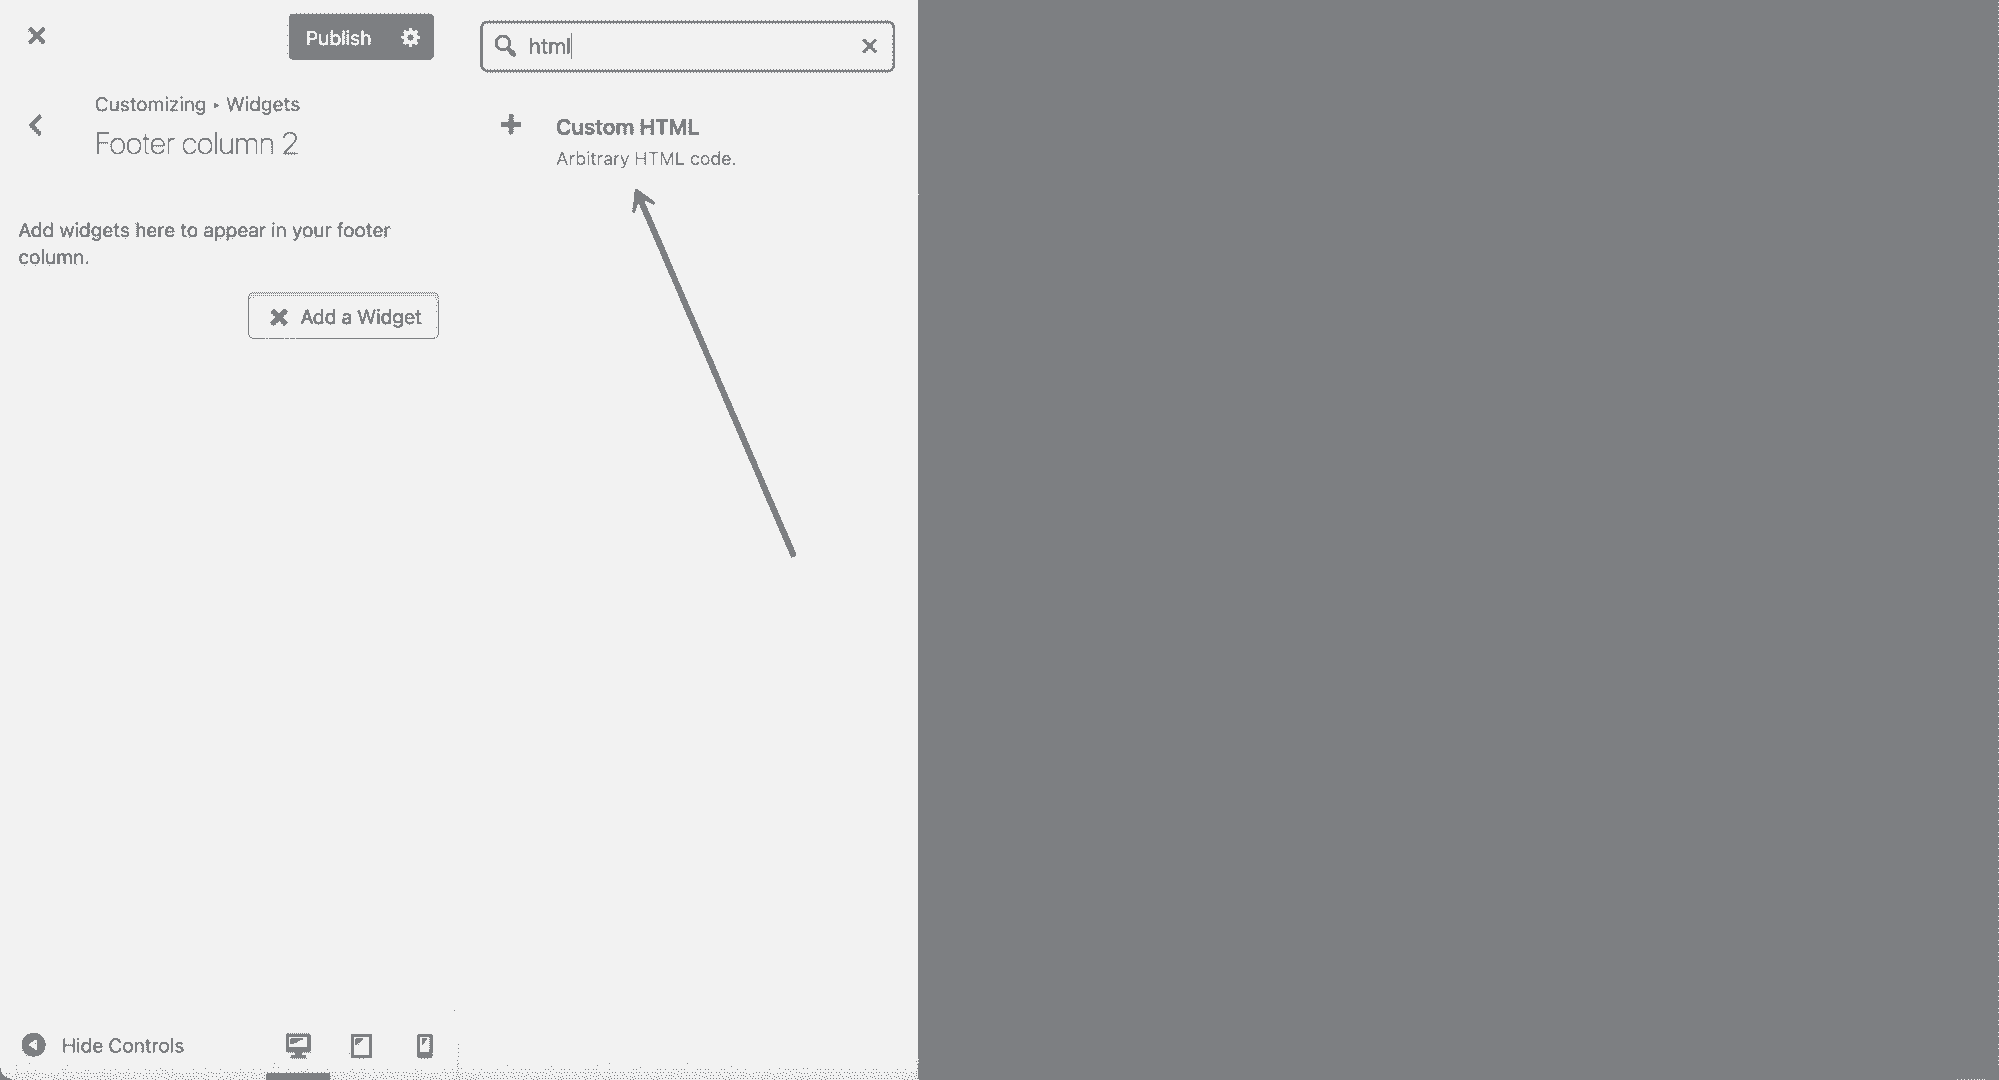 Publish
html
Customizing ▸ Widgets
Footer column 2
Custom HTML
Arbitrary HTML code.
Add widgets here to appear in your footer
column.
Add a Widget
Hide Controls